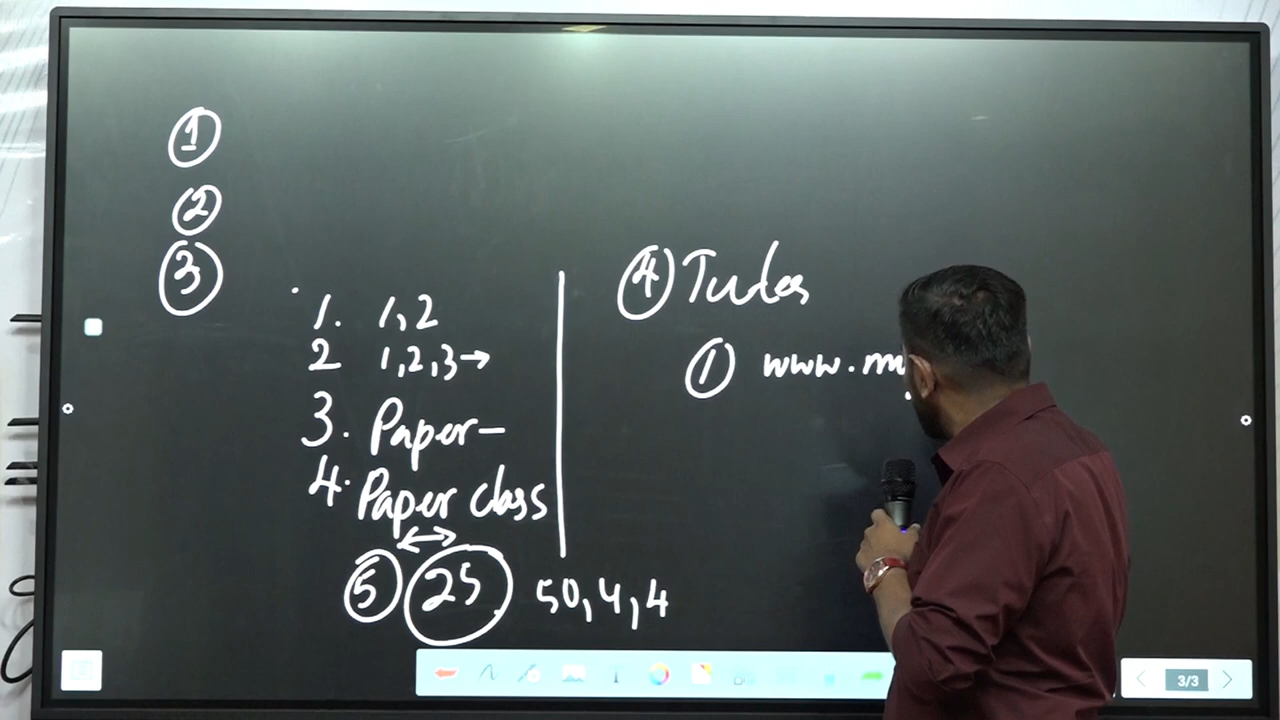 1
2
3
1. 1,2
2 1,2,3→
3. Paper-
4. Paper class
5 25 50,4,4
4 Tutes
1 www.m
3/3